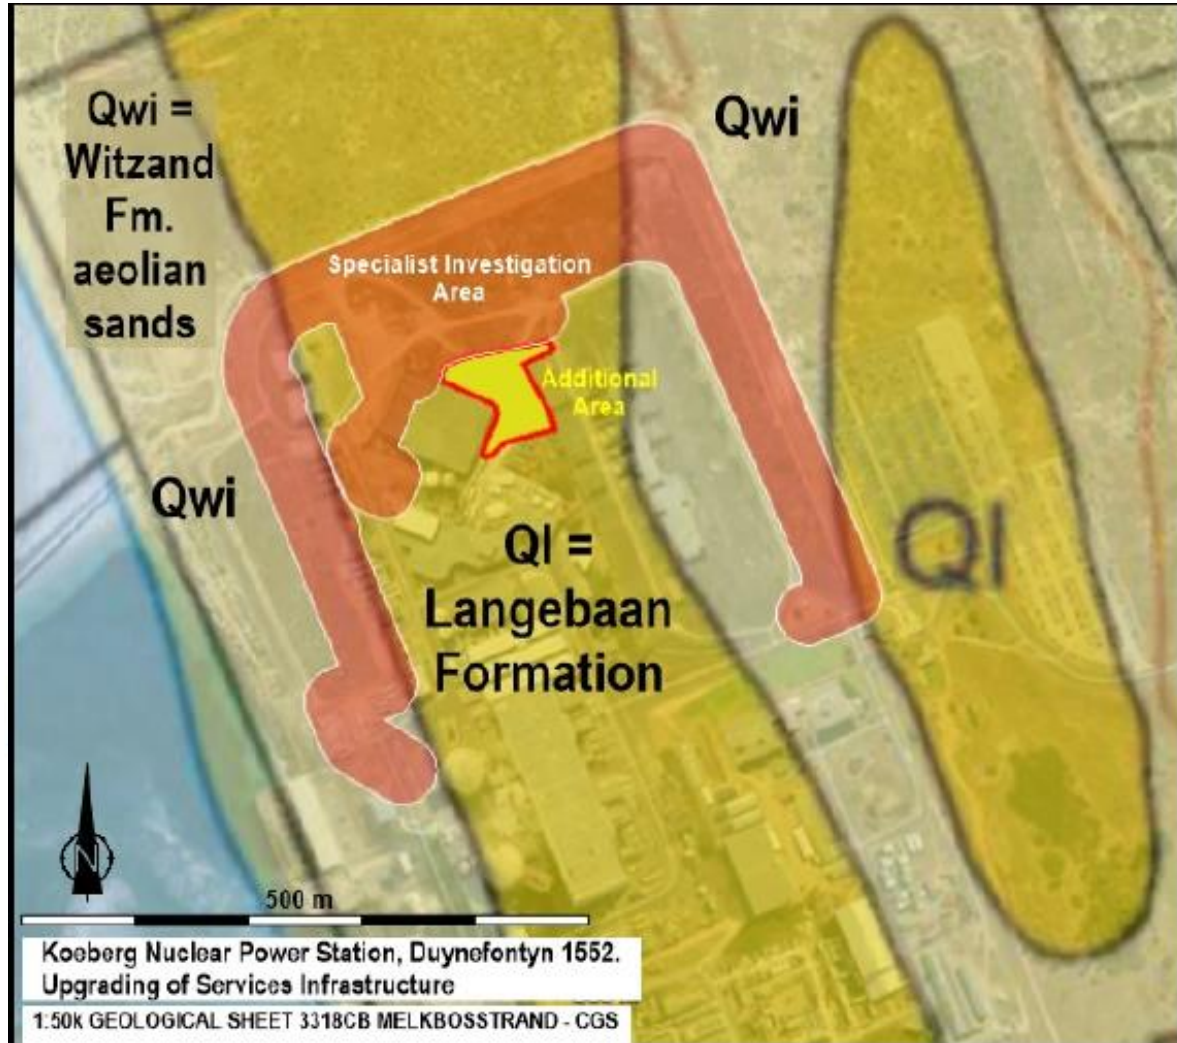 Qwi =
Witzand
Fm.
aeolian
sands
Qwi
Specialist Investigation
Area
Additional
Area
Qwi
Ql =
Langebaan
Formation
Ql
N
500 m
Koeberg Nuclear Power Station, Duynefontyn 1552.
Upgrading of Services Infrastructure
1:50k GEOLOGICAL SHEET 3318CB MELKBOSSTRAND - CGS